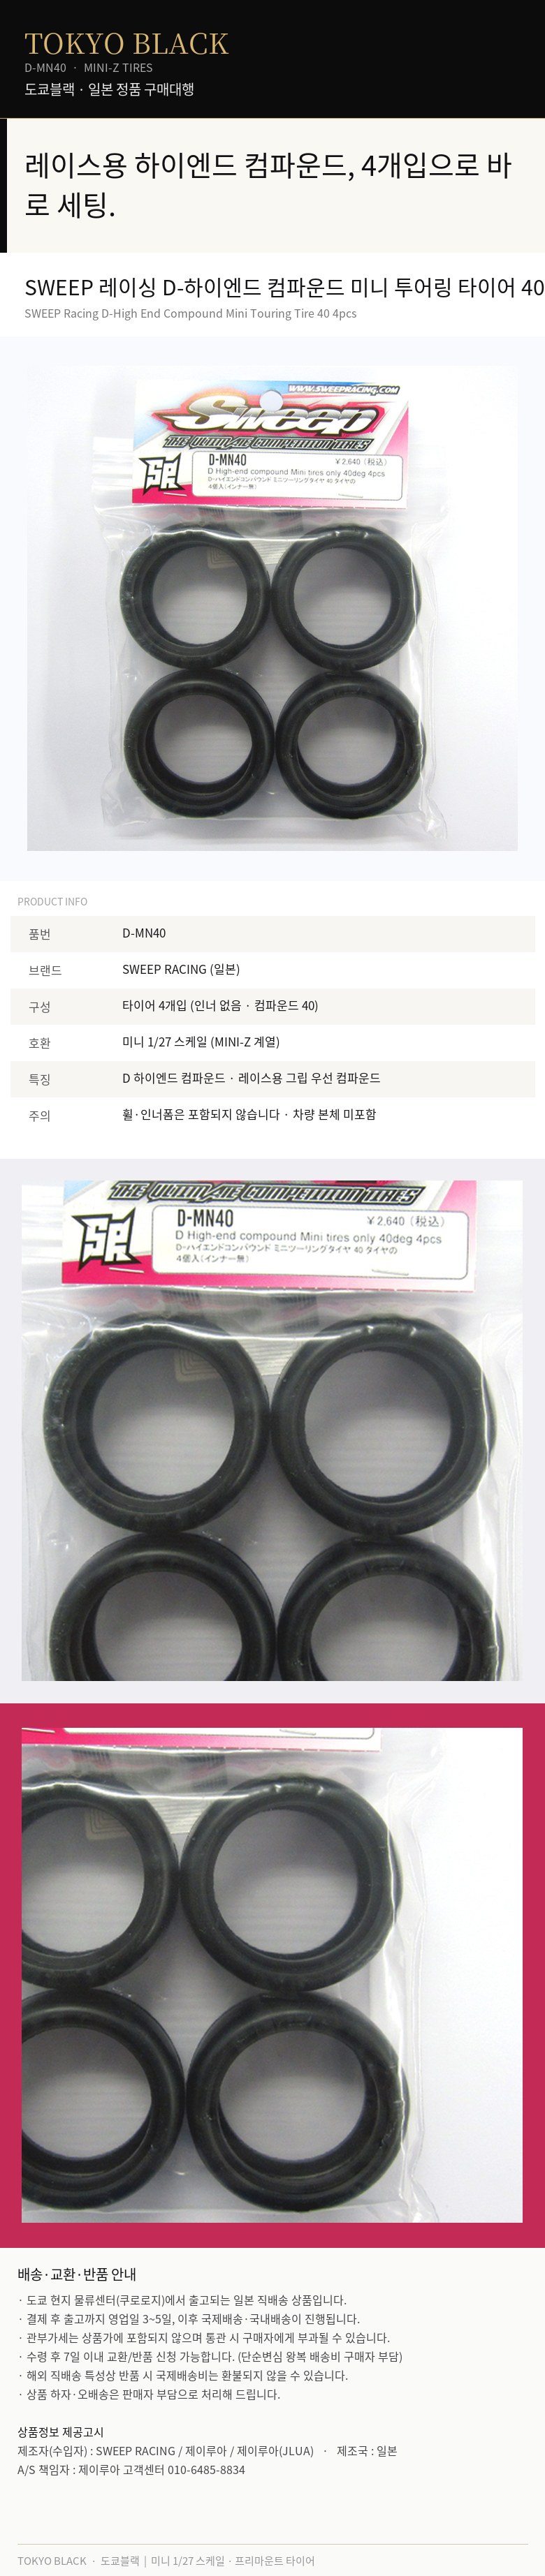 TOKYO BLACK
D-MN40 · MINI-Z TIRES
도쿄블랙 · 일본 정품 구매대행
레이스용 하이엔드 컴파운드, 4개입으로 바
로 세팅.
SWEEP 레이싱 D-하이엔드 컴파운드 미니 투어링 타이어 40
SWEEP Racing D-High End Compound Mini Touring Tire 40 4pcs
WWW.SWEEPRACING.COM
Sweep
THE ULTIMATE COMPETITION TIRES
D-MN40
¥2,640(税込)
D High-end compound Mini tires only 40deg 4pcs
D-ハイエンドコンパウンド ミニツーリングタイヤ 40 タイヤの
4個入(インナー無)
PRODUCT INFO
품번 D-MN40
브랜드 SWEEP RACING (일본)
구성 타이어 4개입 (인너 없음 · 컴파운드 40)
호환 미니 1/27 스케일 (MINI-Z 계열)
특징 D 하이엔드 컴파운드 · 레이스용 그립 우선 컴파운드
주의 휠·인너폼은 포함되지 않습니다 · 차량 본체 미포함
THE ULTIMATE COMPETITION TIRES
D-MN40
¥2,640(税込)
D High-end compound Mini tires only 40deg 4pcs
D-ハイエンドコンパウンド ミニツーリングタイヤ 40 タイヤの
4個入(インナー無)
배송·교환·반품 안내
· 도쿄 현지 물류센터(쿠로로지)에서 출고되는 일본 직배송 상품입니다.
· 결제 후 출고까지 영업일 3~5일, 이후 국제배송·국내배송이 진행됩니다.
· 관부가세는 상품가에 포함되지 않으며 통관 시 구매자에게 부과될 수 있습니다.
· 수령 후 7일 이내 교환/반품 신청 가능합니다. (단순변심 왕복 배송비 구매자 부담)
· 해외 직배송 특성상 반품 시 국제배송비는 환불되지 않을 수 있습니다.
· 상품 하자·오배송은 판매자 부담으로 처리해 드립니다.
상품정보 제공고시
제조자(수입자) : SWEEP RACING / 제이루아 / 제이루아(JLUA) · 제조국 : 일본
A/S 책임자 : 제이루아 고객센터 010-6485-8834
TOKYO BLACK · 도쿄블랙 | 미니 1/27 스케일 · 프리마운트 타이어